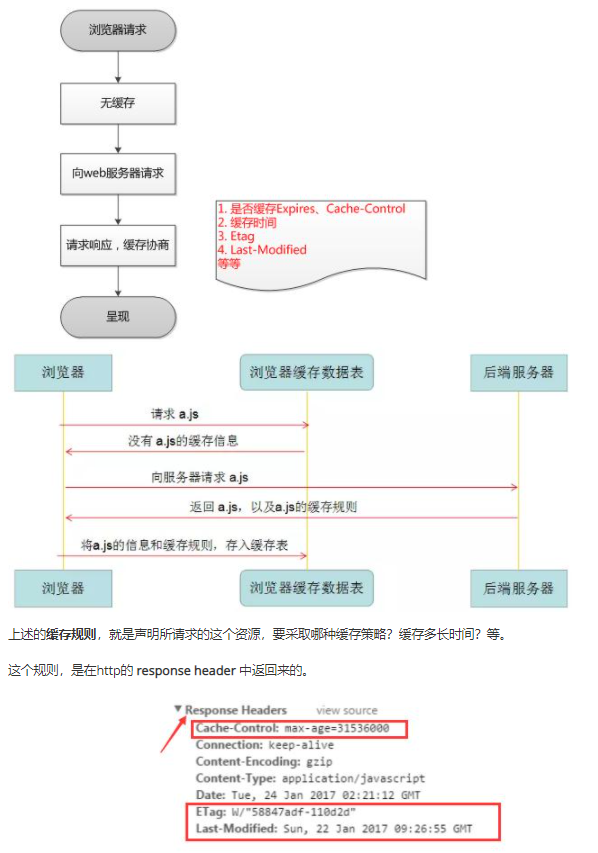 浏览器请求
无缓存
向web服务器请求
请求响应，缓存协商
呈现
1. 是否缓存Expires、Cache-Control
2. 缓存时间
3. Etag
4. Last-Modified
等等
浏览器 浏览器缓存数据表 后端服务器
请求 a.js
没有 a.js的缓存信息
向服务器请求 a.js
返回 a.js，以及a.js的缓存规则
将a.js的信息和缓存规则，存入缓存表
浏览器 浏览器缓存数据表 后端服务器
上述的缓存规则，就是声明所请求的这个资源，要采取哪种缓存策略？缓存多长时间？等。
这个规则，是在http的 response header 中返回来的。
▼ Response Headers view source
Cache-Control: max-age=31536000
Connection: keep-alive
Content-Encoding: gzip
Content-Type: application/javascript
Date: Tue, 24 Jan 2017 02:21:12 GMT
ETag: W/"58847adf-110d2d"
Last-Modified: Sun, 22 Jan 2017 09:26:55 GMT